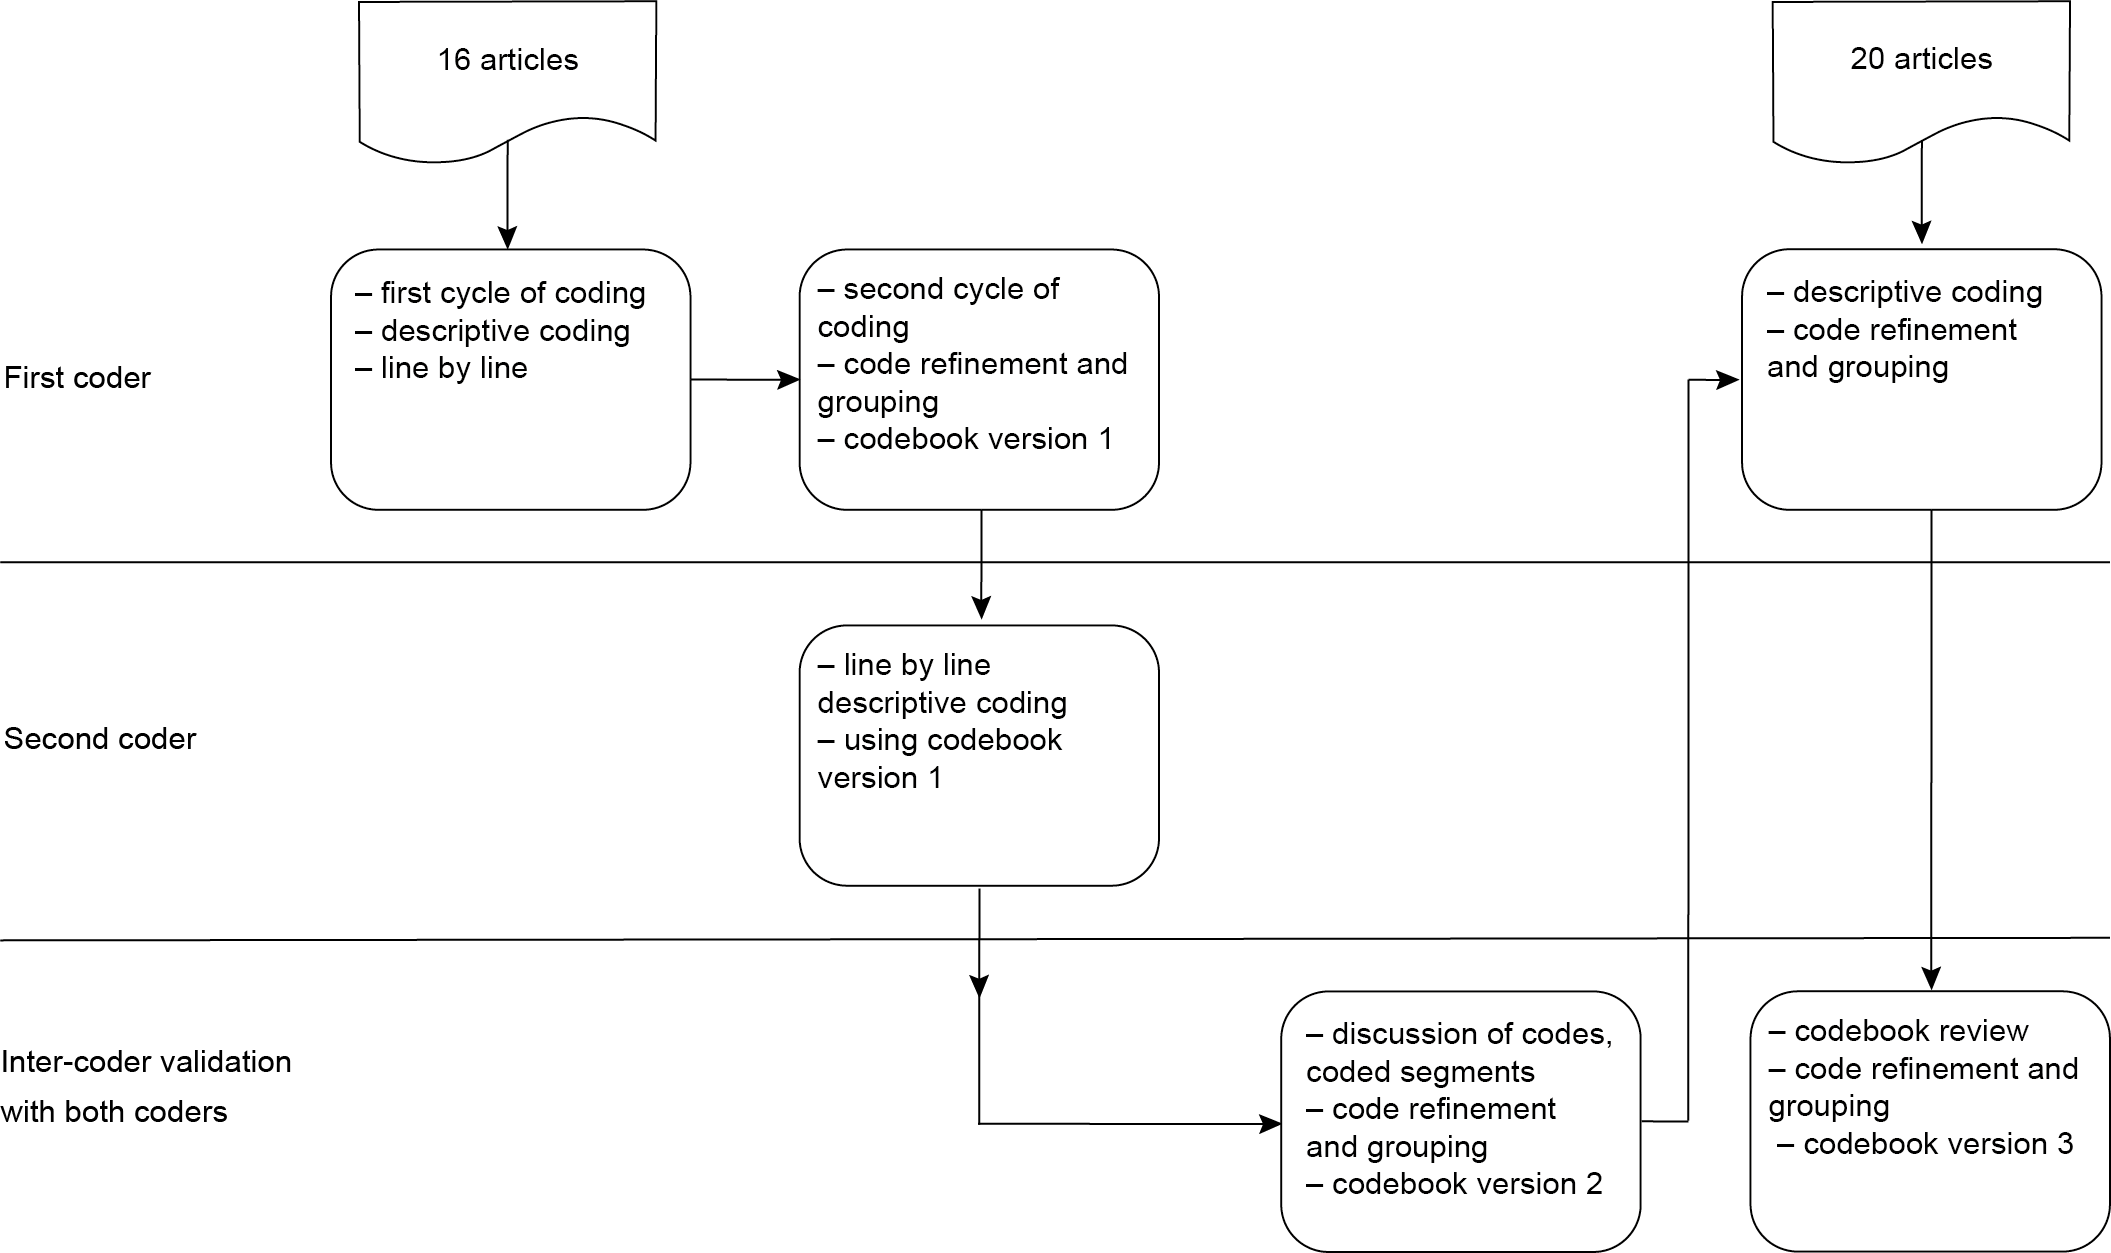 16 articles
20 articles
First coder
– first cycle of coding
– descriptive coding
– line by line
– second cycle of
coding
– code refinement and
grouping
– codebook version 1
– descriptive coding
– code refinement
and grouping
Second coder
– line by line
descriptive coding
– using codebook
version 1
Inter-coder validation
with both coders
– discussion of codes,
coded segments
– code refinement
and grouping
– codebook version 2
– codebook review
– code refinement and
grouping
– codebook version 3